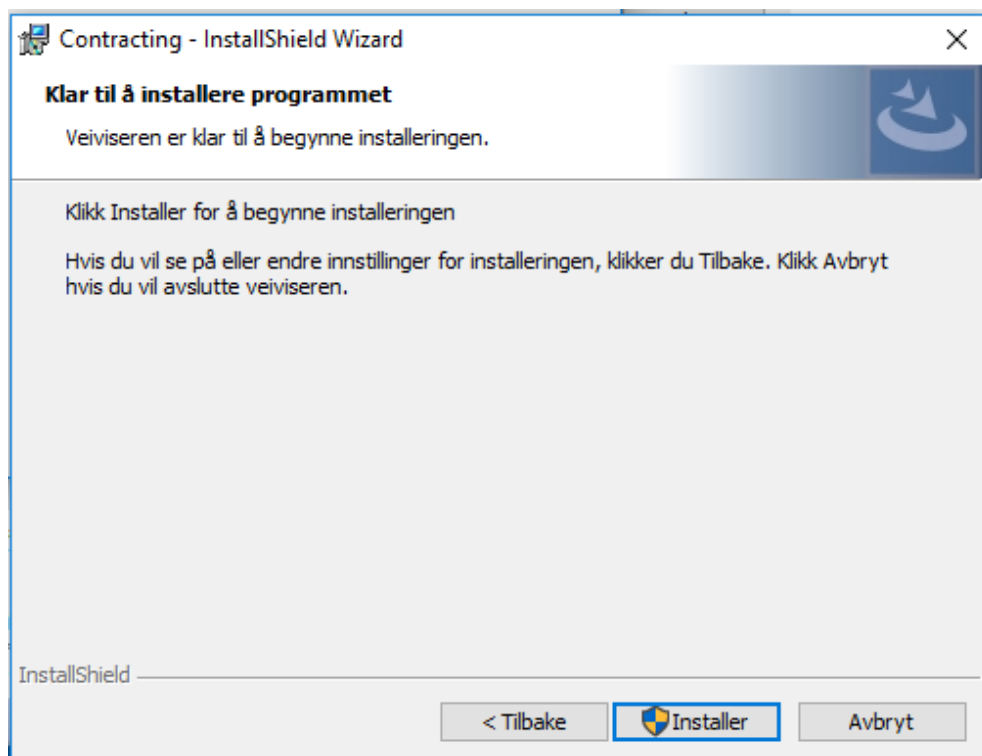 Contracting - InstallShield Wizard
Klar til å installere programmet
Veiviseren er klar til å begynne installeringen.
Klikk Installer for å begynne installeringen
Hvis du vil se på eller endre innstillinger for installeringen, klikker du Tilbake. Klikk Avbryt
hvis du vil avslutte veiviseren.
InstallShield
< Tilbake
Installer
Avbryt